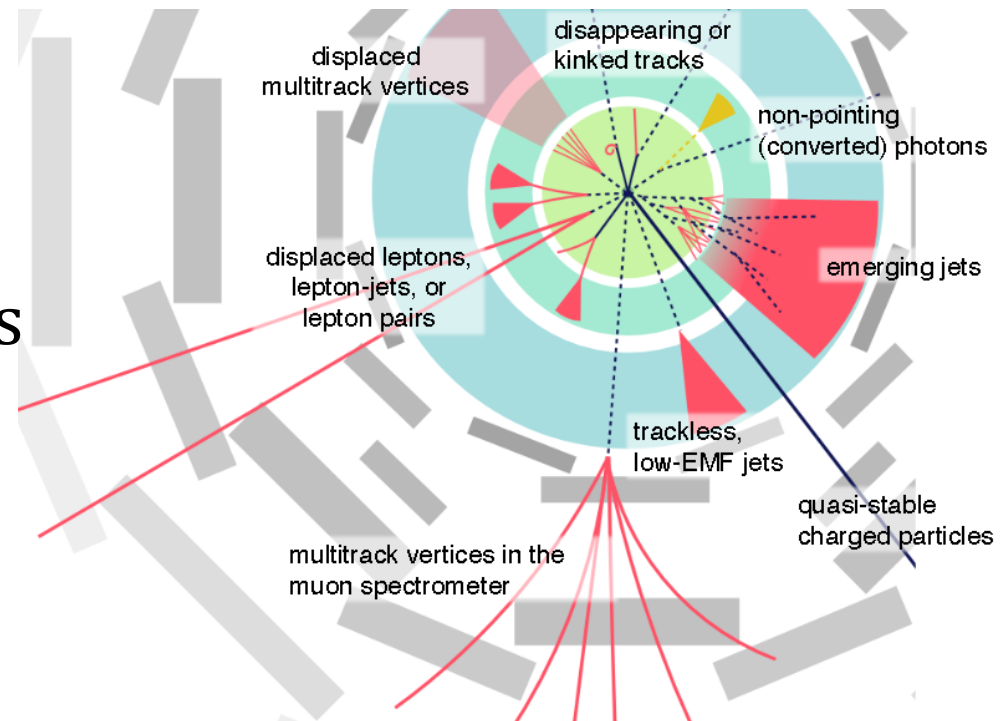 disappearing or
kinked tracks
displaced
multitrack vertices
non-pointing
(converted) photons
displaced leptons,
lepton-jets, or
lepton pairs
emerging jets
s
trackless,
low-EMF jets
quasi-stable
charged particles
multitrack vertices in the
muon spectrometer